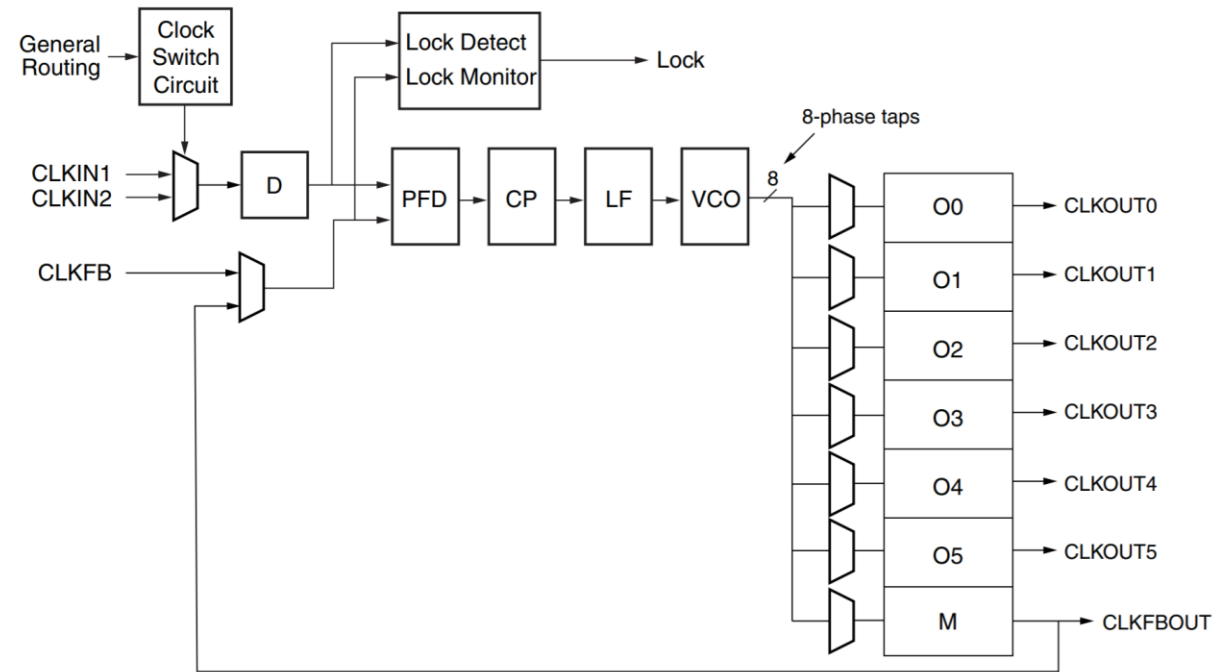 General
Routing
Clock
Switch
Circuit
Lock Detect
Lock Monitor
Lock
8-phase taps
CLKIN1
CLKIN2
D
PFD
CP
LF
VCO
8
CLKFB
O0
CLKOUT0
O1
CLKOUT1
O2
CLKOUT2
O3
CLKOUT3
O4
CLKOUT4
O5
CLKOUT5
M
CLKFBOUT